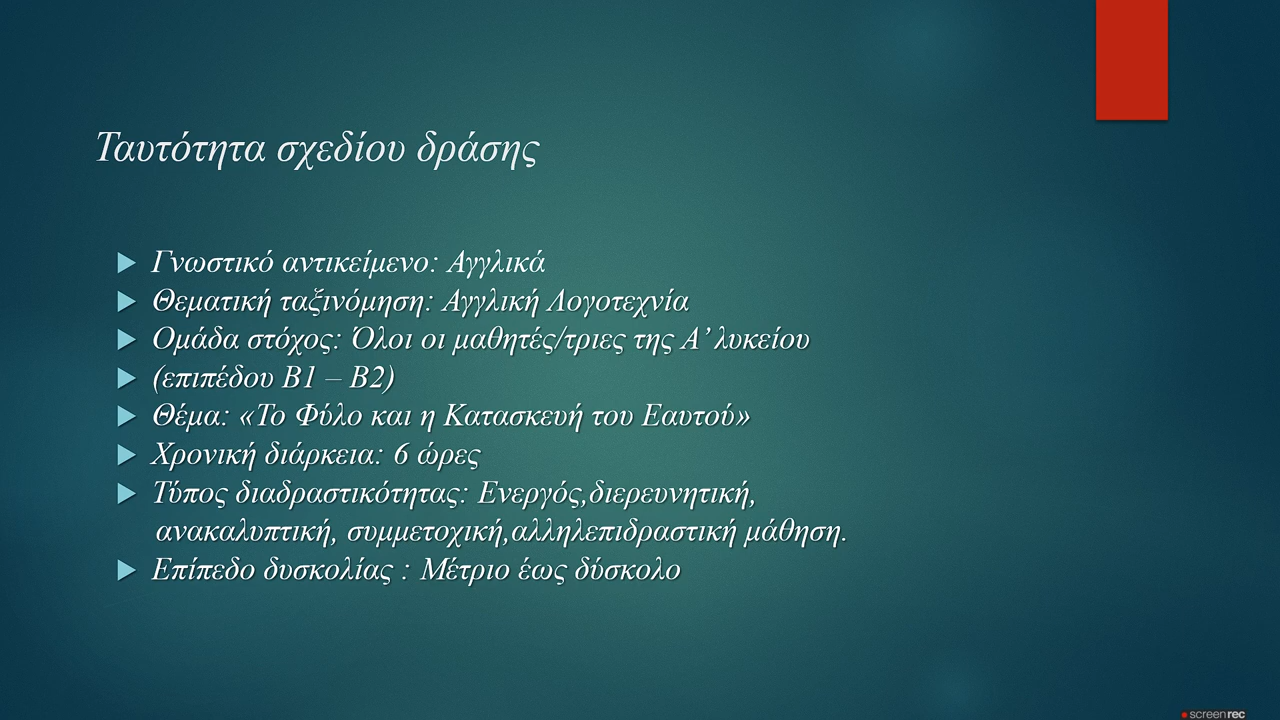 Ταυτότητα σχεδίου δράσης
Γνωστικό αντικείμενο: Αγγλικά
Θεματική ταξινόμηση: Αγγλική Λογοτεχνία
Ομάδα στόχος: Όλοι οι μαθητές/τριες της Α’ λυκείου
(επιπέδου Β1 – Β2)
Θέμα: «Το Φύλο και η Κατασκευή του Εαυτού»
Χρονική διάρκεια: 6 ώρες
Τύπος διαδραστικότητας: Ενεργός,διερευνητική,
ανακαλυπτική, συμμετοχική,αλληλεπιδραστική μάθηση.
Επίπεδο δυσκολίας : Μέτριο έως δύσκολο
screenrec